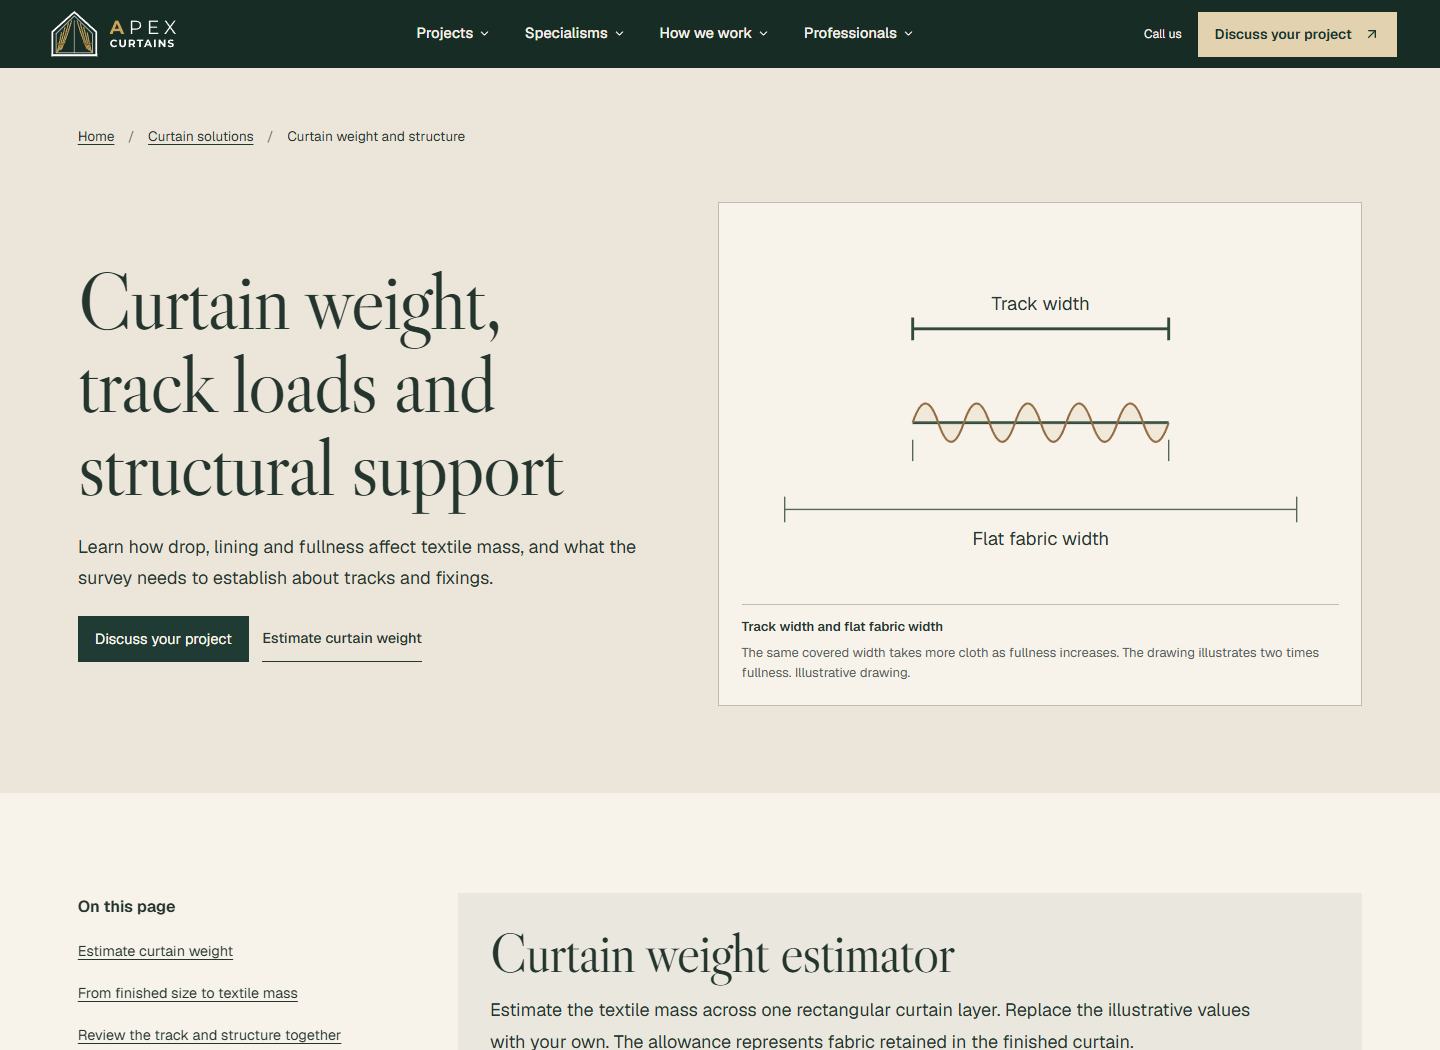 APEX
CURTAINS
Projects
Specialisms
How we work
Professionals
Call us
Discuss your project
Home / Curtain solutions / Curtain weight and structure
Curtain weight,
track loads and
structural support
Learn how drop, lining and fullness affect textile mass, and what the
survey needs to establish about tracks and fixings.
Discuss your project
Estimate curtain weight
Track width
Flat fabric width
Track width and flat fabric width
The same covered width takes more cloth as fullness increases. The drawing illustrates two times
fullness. Illustrative drawing.
On this page
Estimate curtain weight
From finished size to textile mass
Review the track and structure together
Curtain weight estimator
Estimate the textile mass across one rectangular curtain layer. Replace the illustrative values
with your own. The allowance represents fabric retained in the finished curtain.